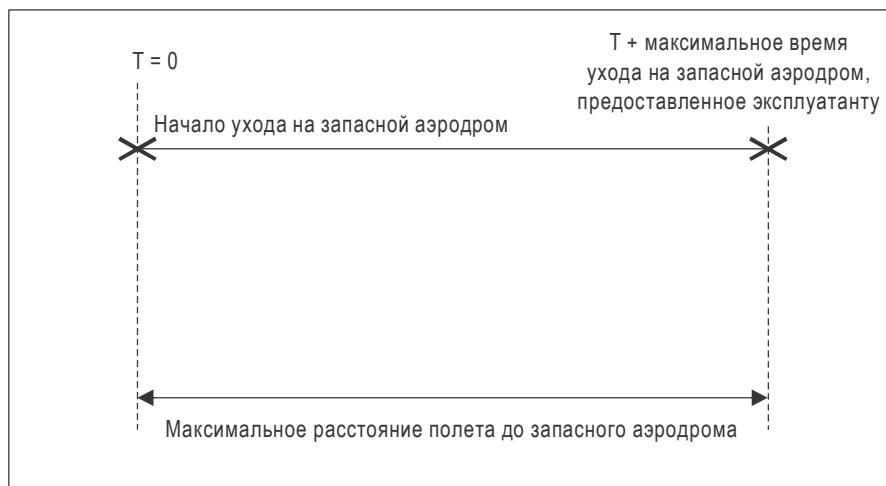 T = 0
T + максимальное время
ухода на запасной аэродром,
предоставленное эксплуатанту
Начало ухода на запасной аэродром
Максимальное расстояние полета до запасного аэродрома